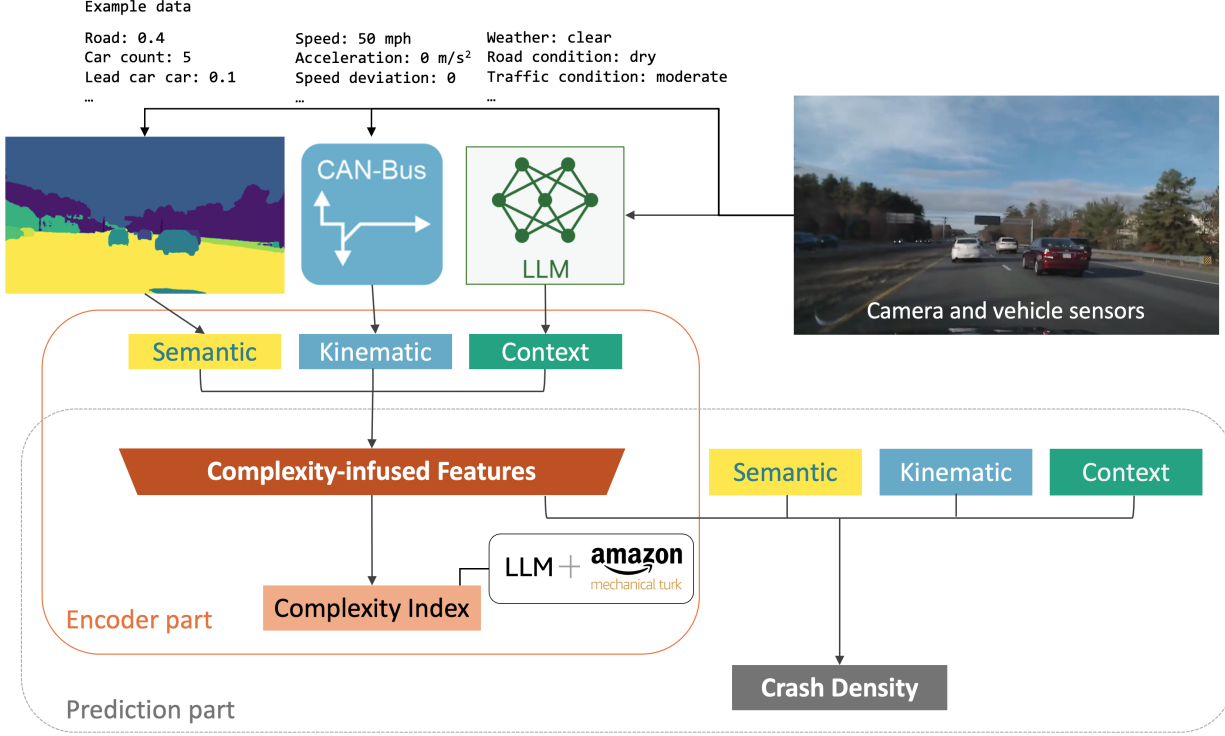 Example data
Road: 0.4
Car count: 5
Lead car car: 0.1
…
Speed: 50 mph
Acceleration: 0 m/s²
Speed deviation: 0
…
Weather: clear
Road condition: dry
Traffic condition: moderate
…
CAN-Bus
LLM
Camera and vehicle sensors
Semantic
Kinematic
Context
Complexity-infused Features
Semantic
Kinematic
Context
LLM + amazon
mechanical turk
Complexity Index
Encoder part
Crash Density
Prediction part